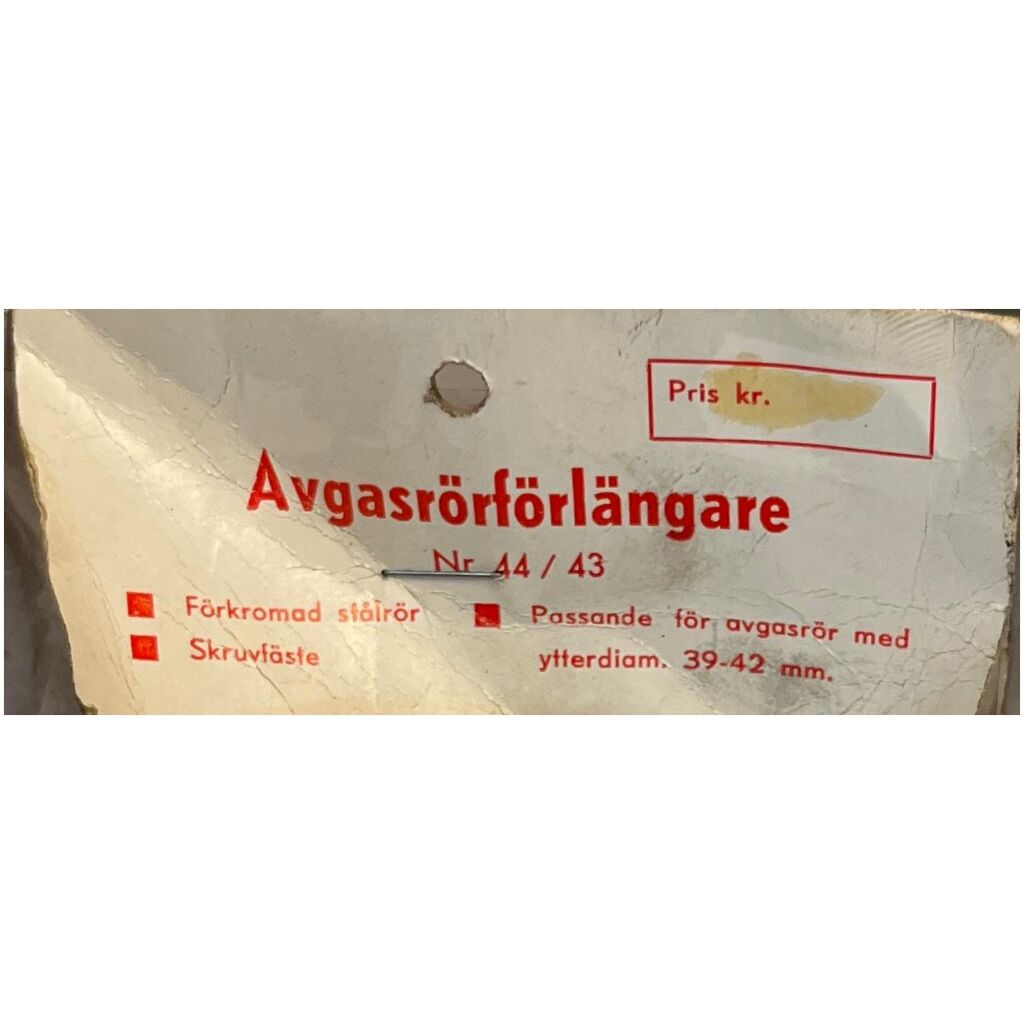 Pris kr.
Avgasrörförlängare
Nr 44 / 43
Förkromad stålrör
Skruvfäste
Passande för avgasrör med
ytterdiam. 39-42 mm.